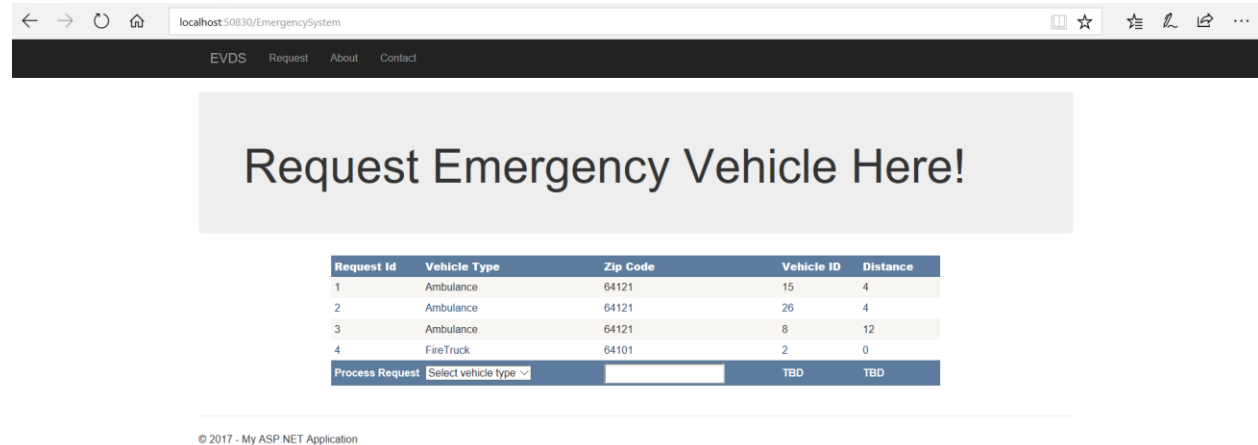 localhost:50830/EmergencySystem
EVDS Request About Contact
Request Emergency Vehicle Here!
Request Id Vehicle Type Zip Code Vehicle ID Distance
1 Ambulance 64121 15 4
2 Ambulance 64121 26 4
3 Ambulance 64121 8 12
4 FireTruck 64101 2 0
Process Request Select vehicle type TBD TBD
© 2017 - My ASP.NET Application